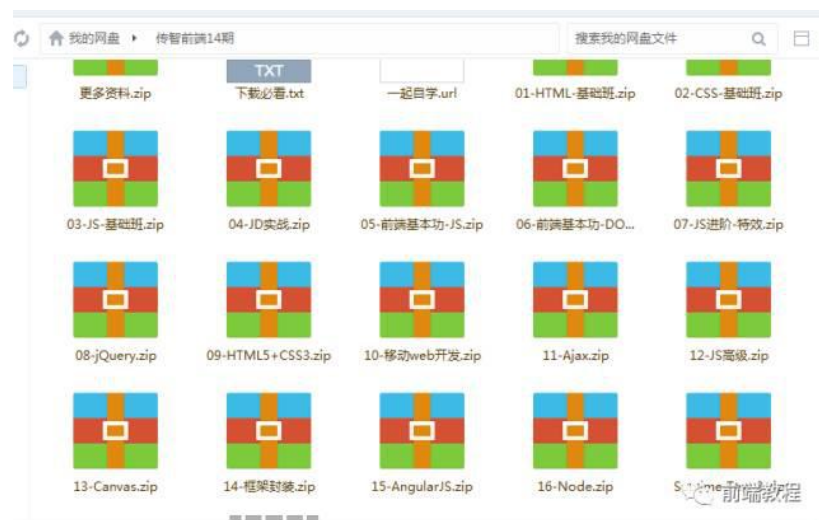 我的网盘 传智前端14期 搜索我的网盘文件
TXT
更多资料.zip 下载必看.txt 一起自学.url 01-HTML-基础班.zip 02-CSS-基础班.zip
03-JS-基础班.zip 04-JD实战.zip 05-前端基本功-JS.zip 06-前端基本功-DO... 07-JS进阶-特效.zip
08-jQuery.zip 09-HTML5+CSS3.zip 10-移动web开发.zip 11-Ajax.zip 12-JS高级.zip
13-Canvas.zip 14-框架封装.zip 15-AngularJS.zip 16-Node.zip
前端教程